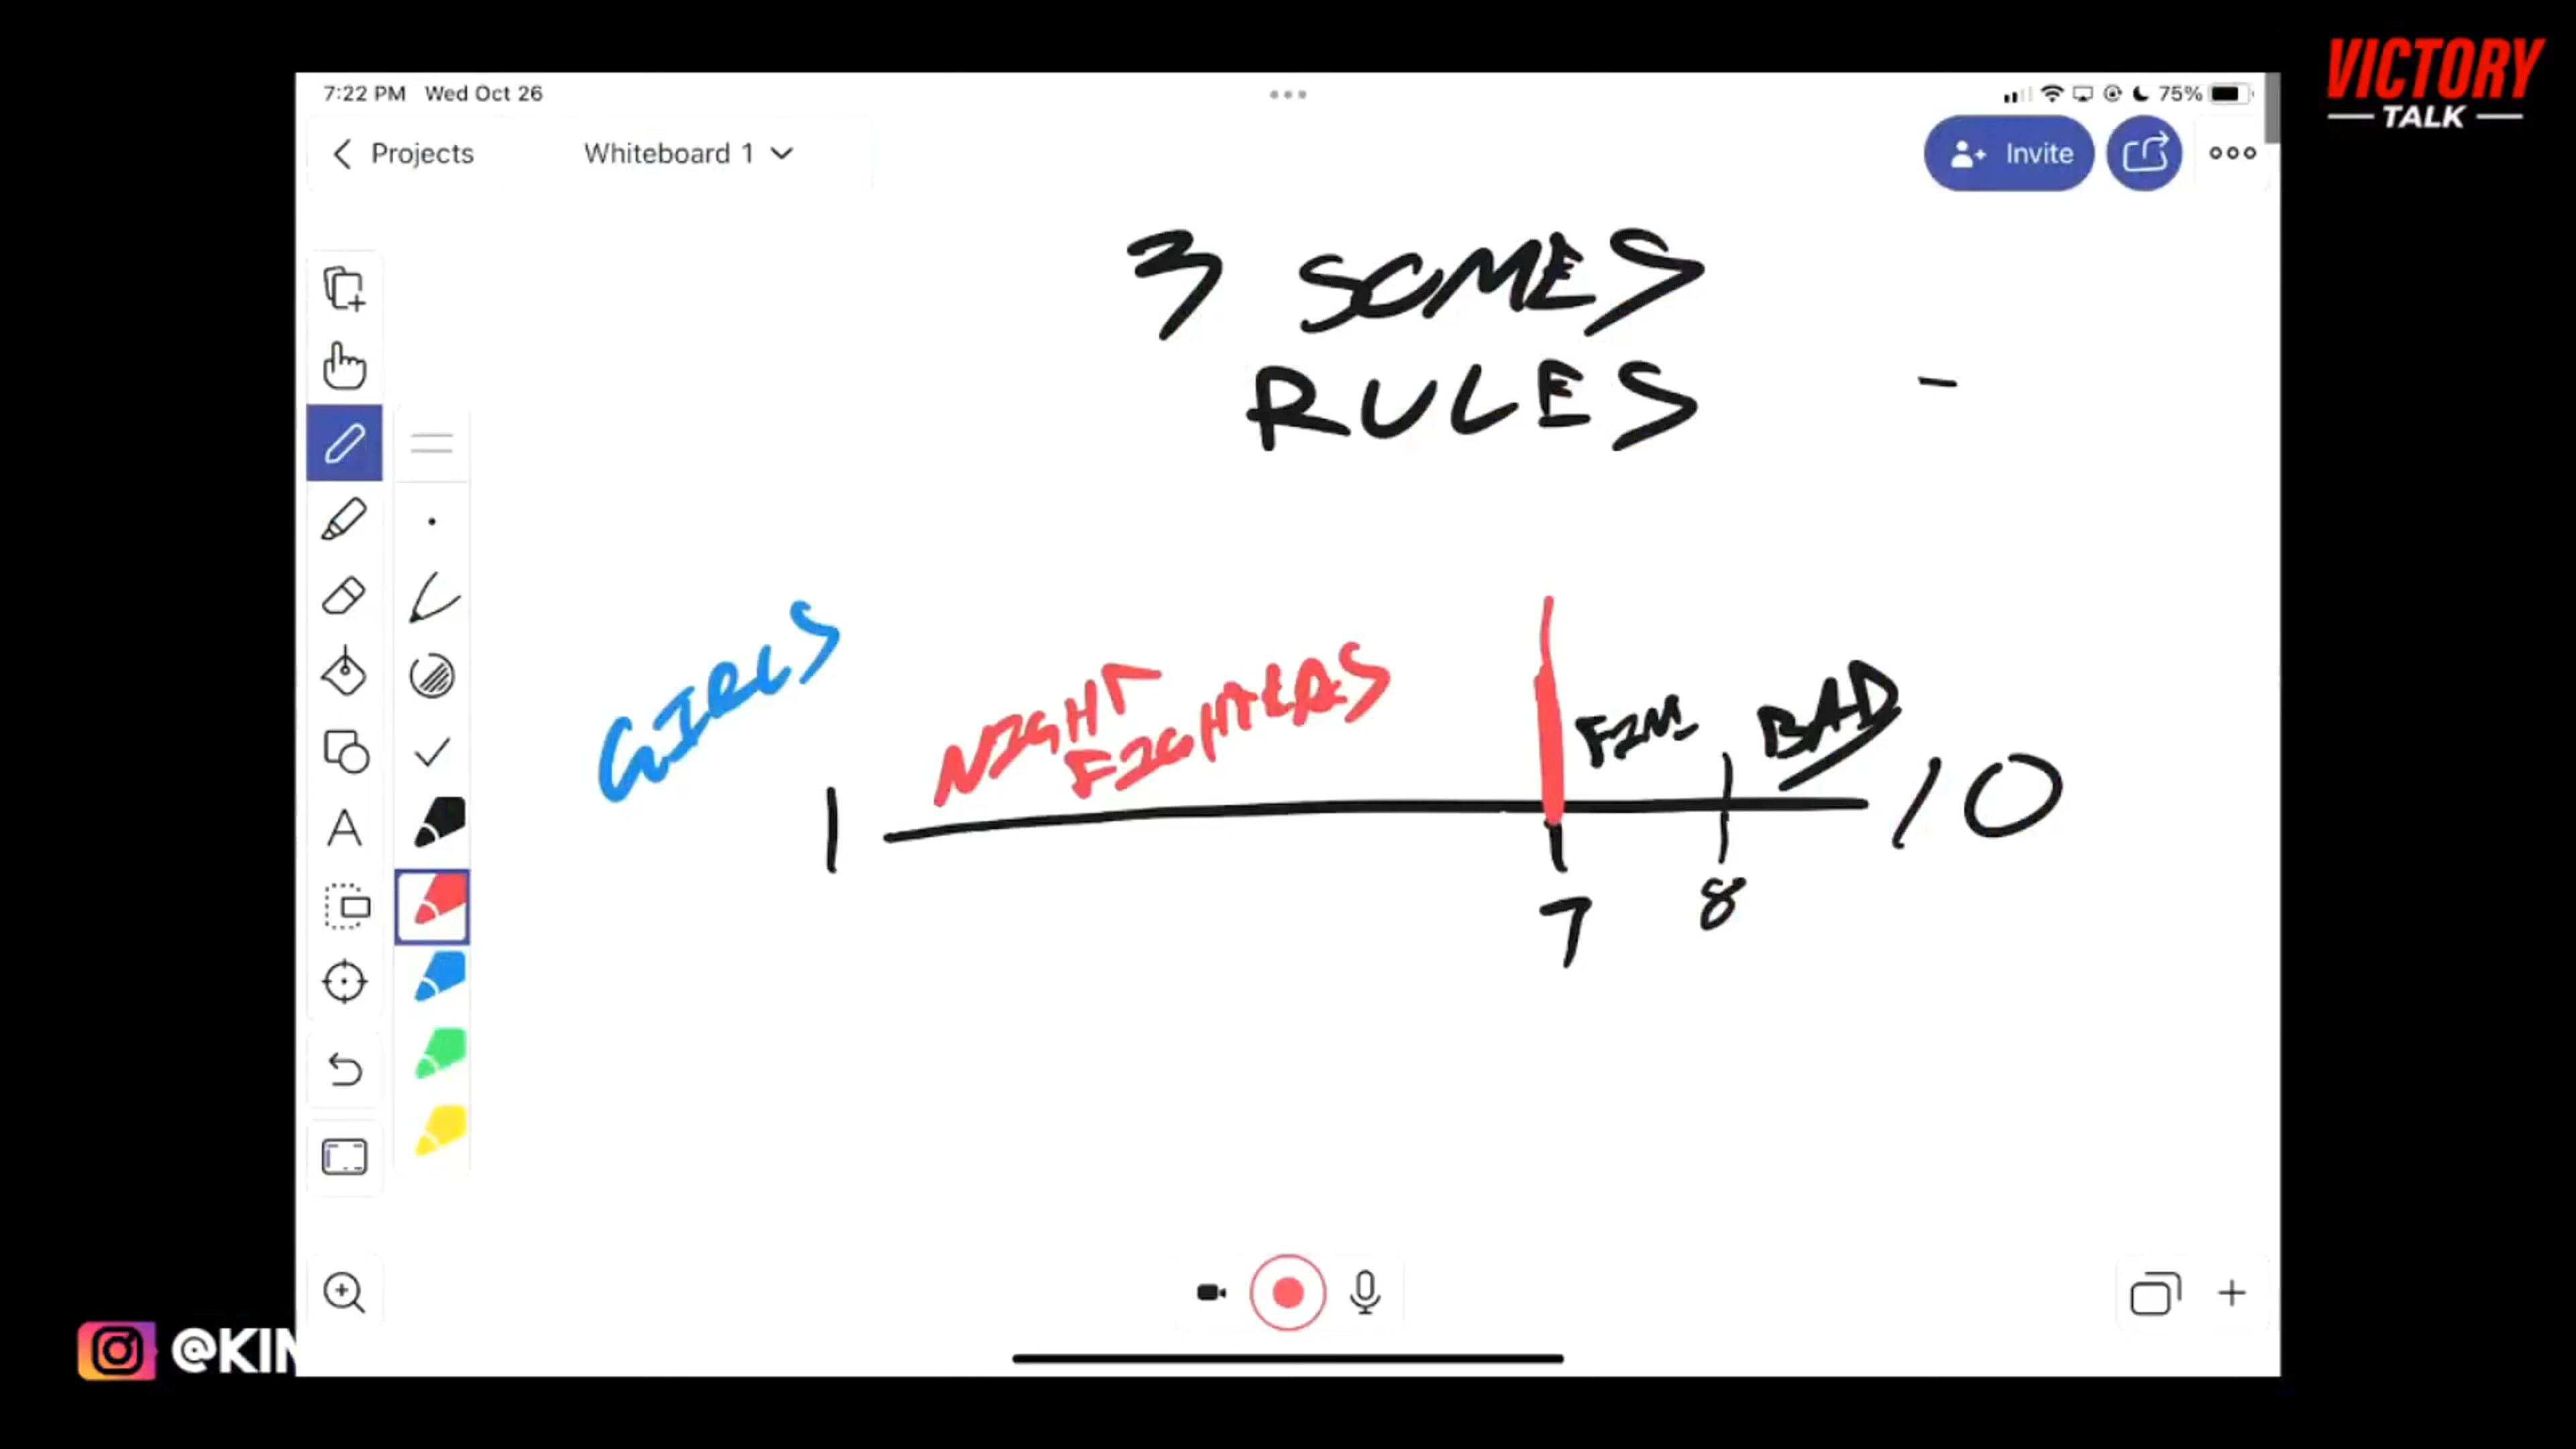 VICTORY
TALK
7:22 PM Wed Oct 26
75%
Projects
Whiteboard 1
Invite
3 SOMES
RULES -
GIRLS
NIGHT
FIGHTERS
BAD
1
10
7
8
A
@KIN